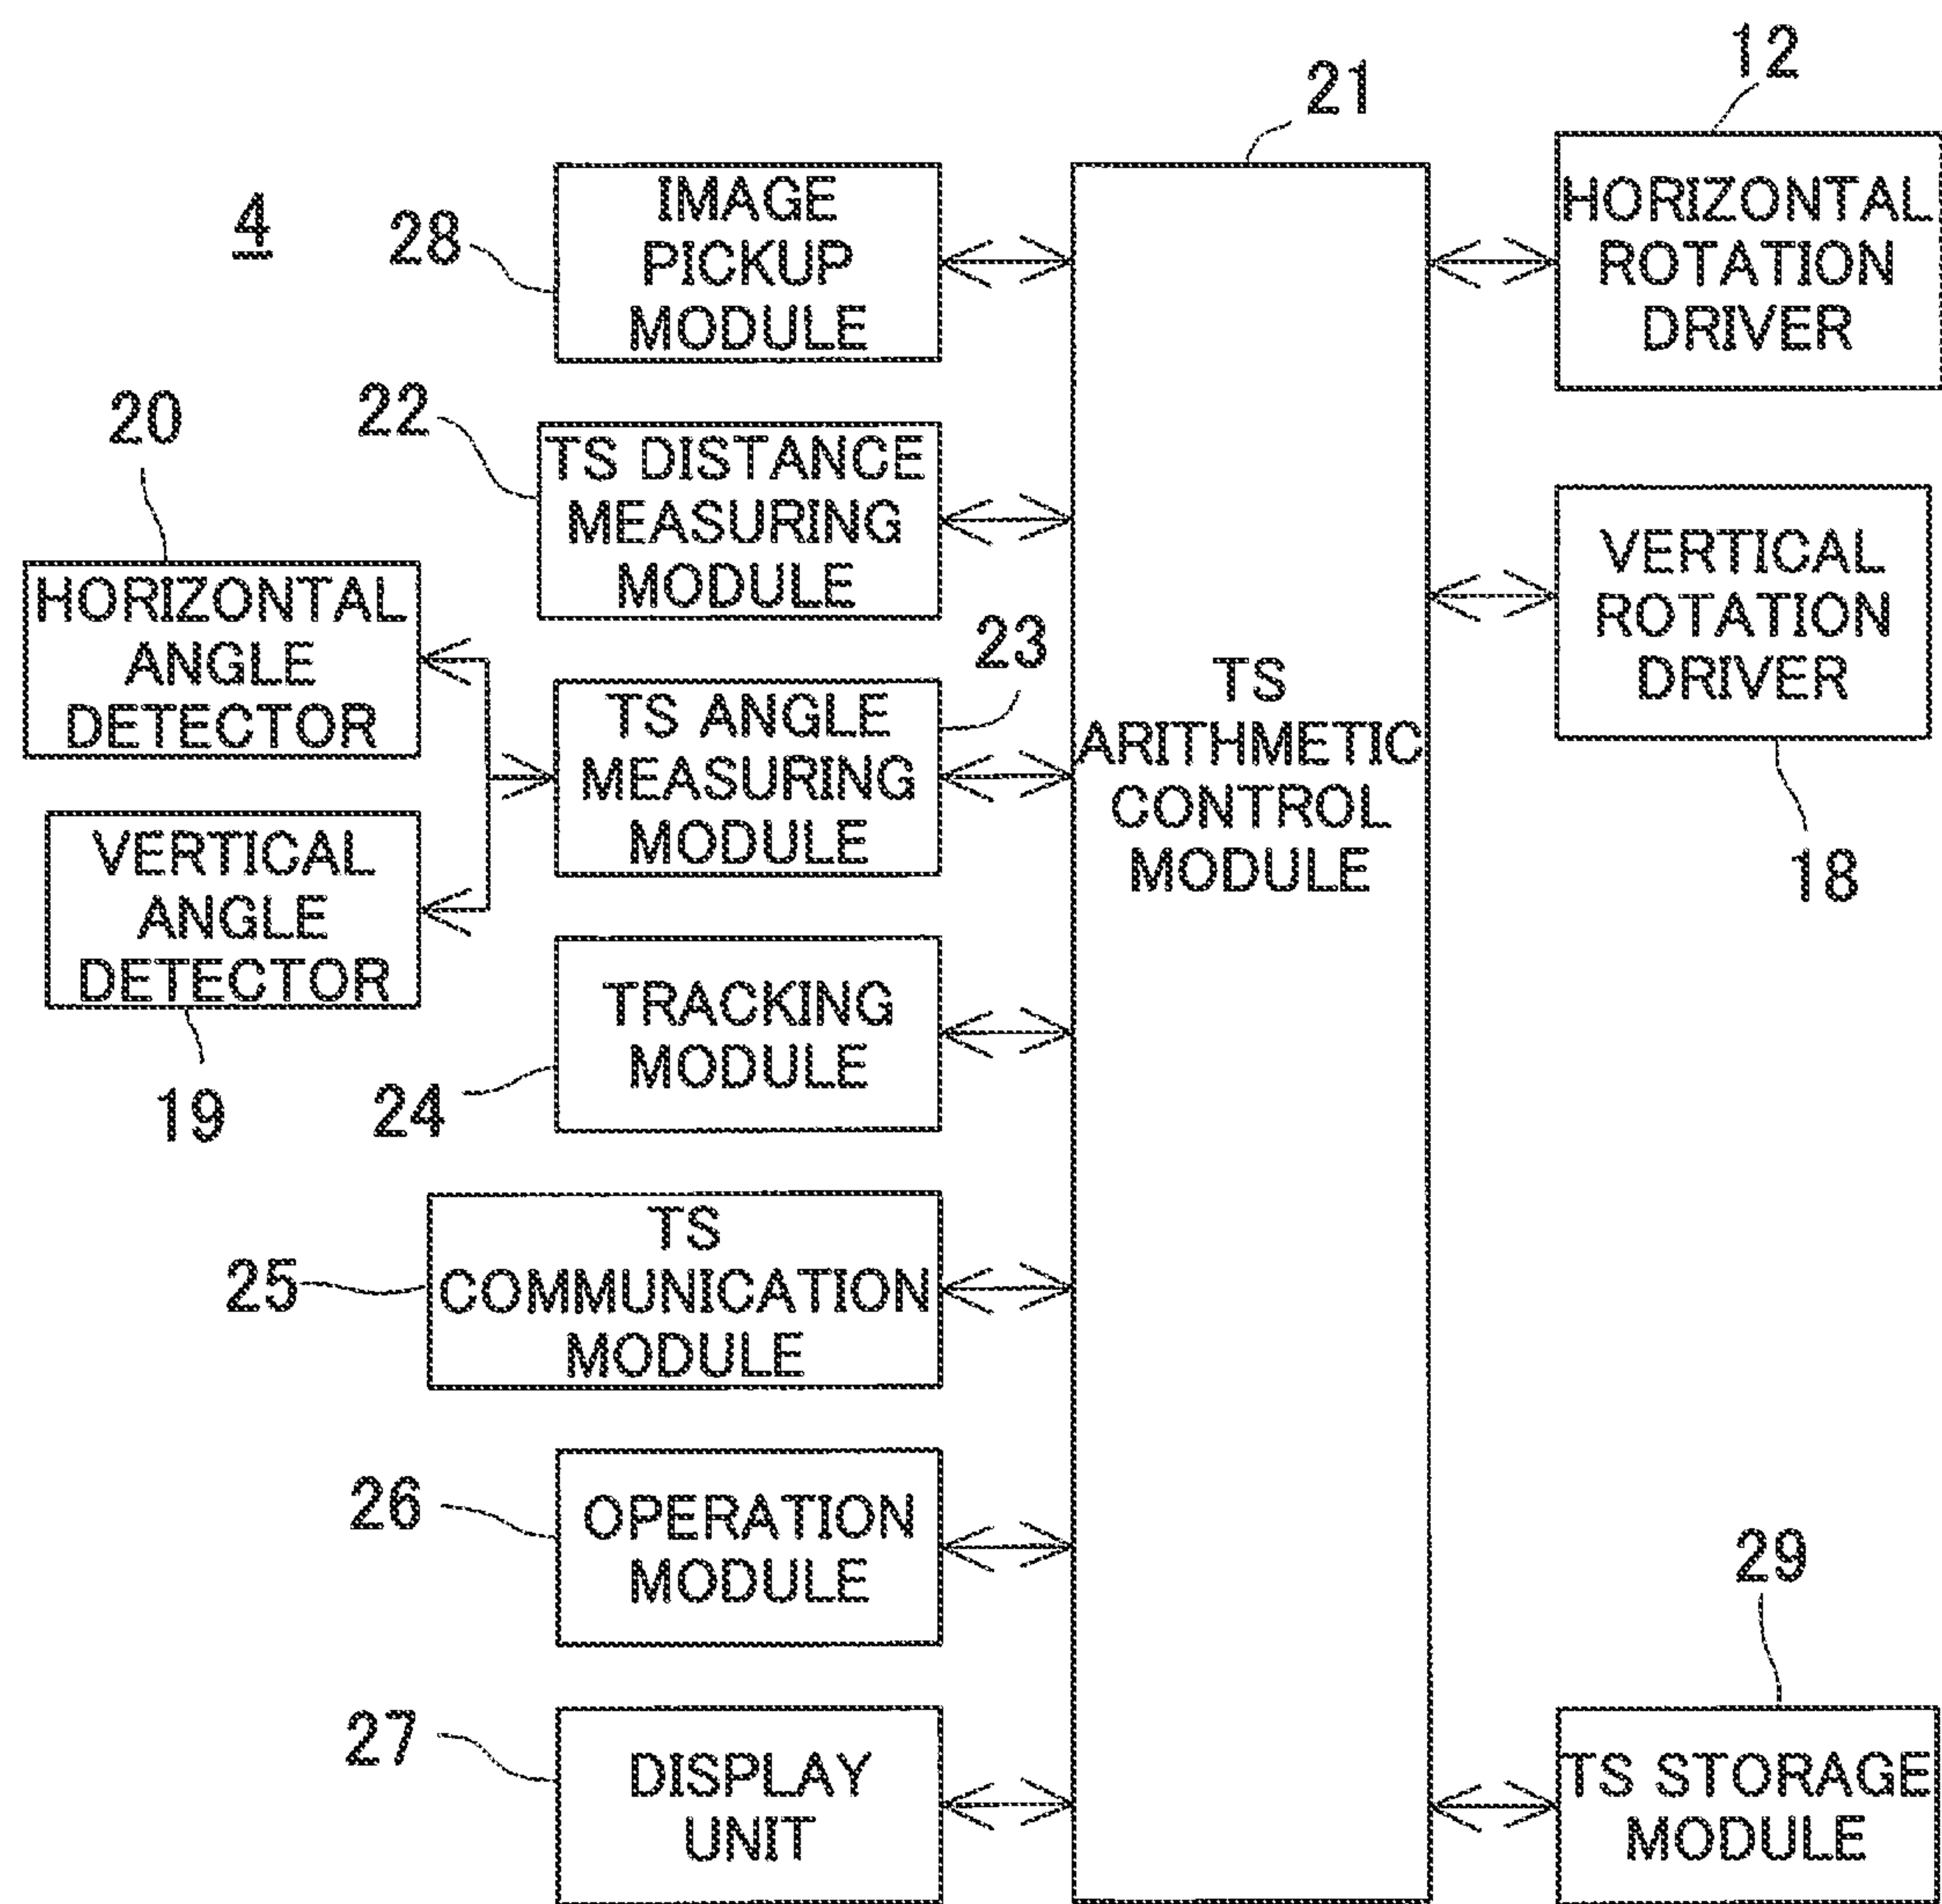 4
28
IMAGE
PICKUP
MODULE
21
12
HORIZONTAL
ROTATION
DRIVER
22
TS DISTANCE
MEASURING
MODULE
20
HORIZONTAL
ANGLE
DETECTOR
23
TS ANGLE
MEASURING
MODULE
TS
ARITHMETIC
CONTROL
MODULE
VERTICAL
ROTATION
DRIVER
18
VERTICAL
ANGLE
DETECTOR
19
24
TRACKING
MODULE
25
TS
COMMUNICATION
MODULE
26
OPERATION
MODULE
27
DISPLAY
UNIT
29
TS STORAGE
MODULE